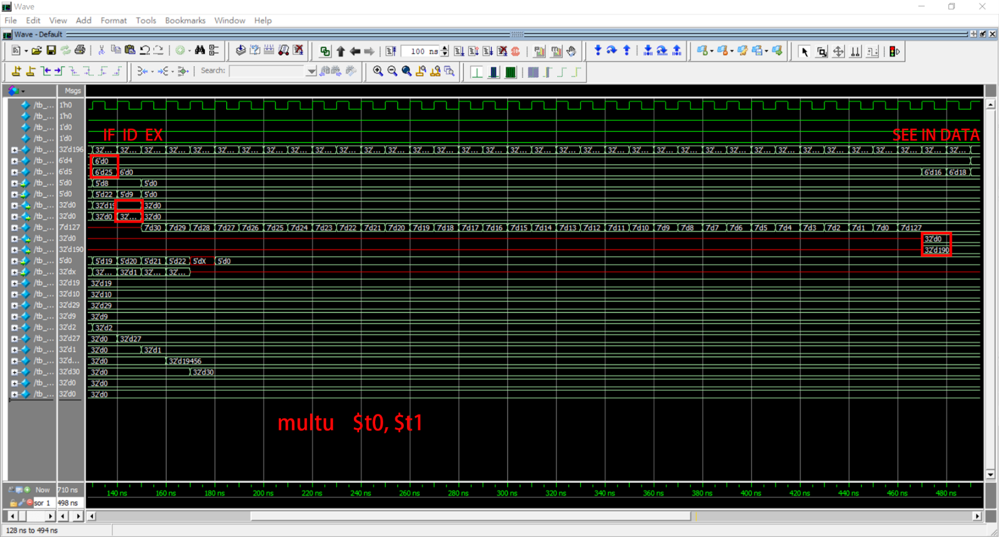 Wave
File Edit View Add Format Tools Bookmarks Window Help
Wave - Default
100 ns
Search:
Msgs
/tb_... 1'h0
/tb_... 1'h0
/tb_... 1'd0
/tb_... 1'd0
IF ID EX SEE IN DATA
/tb_... 32'd196 32'... 32'... 32'... 32'... 32'... 32'... 32'... 32'... 32'... 32'... 32'... 32'... 32'... 32'... 32'... 32'... 32'... 32'... 32'... 32'... 32'... 32'... 32'... 32'... 32'... 32'... 32'... 32'... 32'... 32'... 32'... 32'... 32'... 32'... 32'... 32'...
/tb_... 6'd4 6'd0
/tb_... 6'd5 6'd25 6'd0 6'd16 6'd18
/tb_... 5'd0 5'd8 5'd0
/tb_... 5'd0 5'd22 5'd9 5'd0
/tb_... 32'd0 32'd19 32'd0
/tb_... 32'd0 32'd0 32'... 32'd0
/tb_... 7'd127 7'd30 7'd29 7'd28 7'd27 7'd26 7'd25 7'd24 7'd23 7'd22 7'd21 7'd20 7'd19 7'd18 7'd17 7'd16 7'd15 7'd14 7'd13 7'd12 7'd11 7'd10 7'd9 7'd8 7'd7 7'd6 7'd5 7'd4 7'd3 7'd2 7'd1 7'd0 7'd127
/tb_... 32'd0 32'd0
/tb_... 32'd190 32'd190
/tb_... 5'd0 5'd19 5'd20 5'd21 5'd22 5'dX 5'd0
/tb_... 32'dx 32'... 32'd1 32'... 32'...
/tb_... 32'd19 32'd19
/tb_... 32'd10 32'd10
/tb_... 32'd29 32'd29
/tb_... 32'd9 32'd9
/tb_... 32'd2 32'd2
/tb_... 32'd27 32'd0 32'd27
/tb_... 32'd1 32'd0 32'd1
/tb_... 32'd... 32'd0 32'd19456
/tb_... 32'd30 32'd0 32'd30
/tb_... 32'd0 32'd0
/tb_... 32'd0 32'd0
multu $t0, $t1
Now 710 ns 140 ns 160 ns 180 ns 200 ns 220 ns 240 ns 260 ns 280 ns 300 ns 320 ns 340 ns 360 ns 380 ns 400 ns 420 ns 440 ns 460 ns 480 ns
sor 1 498 ns
128 ns to 494 ns